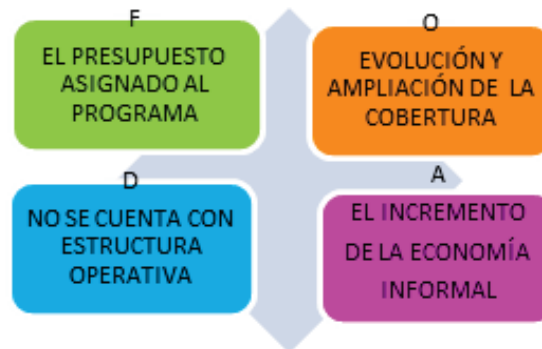 F
EL PRESUPUESTO
ASIGNADO AL
PROGRAMA
O
EVOLUCIÓN Y
AMPLIACIÓN DE LA
COBERTURA
D
NO SE CUENTA CON
ESTRUCTURA
OPERATIVA
A
EL INCREMENTO
DE LA ECONOMÍA
INFORMAL